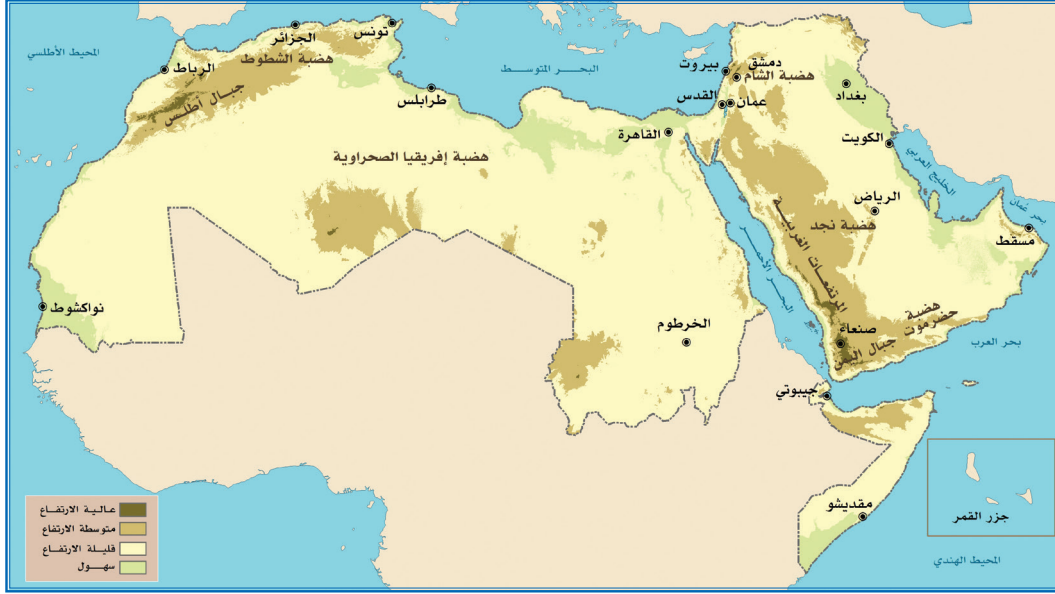 المحيط الأطلسي
الرباط
الجزائر
تونس
هضبة الشطوط
جبال أطلس
طرابلس
البحر المتوسط
هضبة إفريقيا الصحراوية
القاهرة
بيروت
دمشق
هضبة الشام
القدس
عمان
بغداد
الكويت
الخليج العربي
بحر عُمان
مسقط
الرياض
هضبة نجد
المرتفعات الغربية
البحر الأحمر
نواكشوط
الخرطوم
صنعاء
هضبة
حضرموت
جبال اليمن
بحر العرب
جيبوتي
مقديشو
جزر القمر
المحيط الهندي
عالية الارتفاع
متوسطة الارتفاع
قليلة الارتفاع
سهول